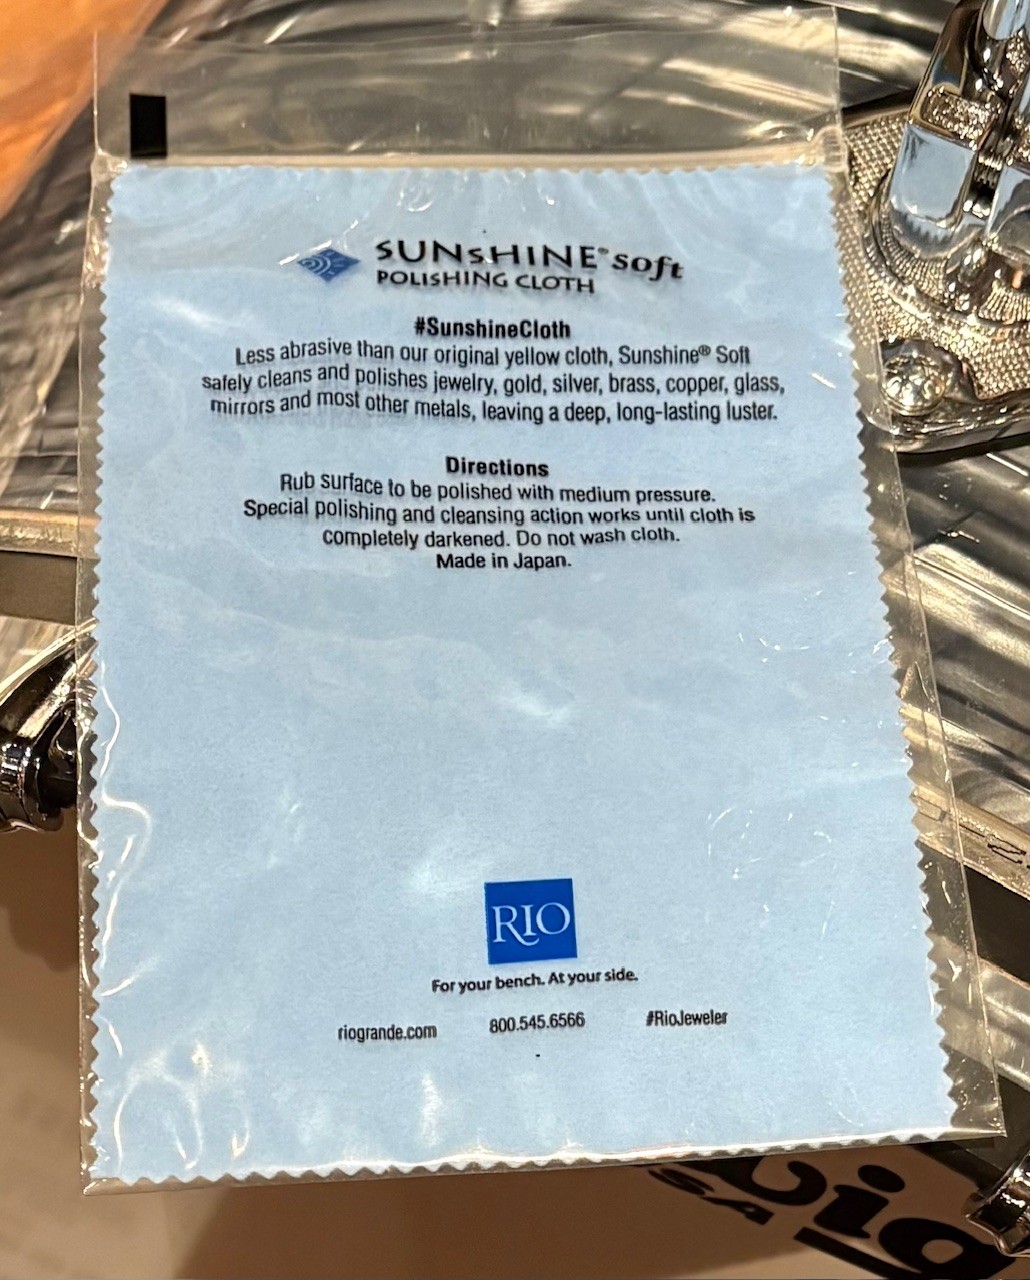 SUNSHINE® soft
POLISHING CLOTH
#SunshineCloth
Less abrasive than our original yellow cloth, Sunshine® Soft
safely cleans and polishes jewelry, gold, silver, brass, copper, glass,
mirrors and most other metals, leaving a deep, long-lasting luster.
Directions
Rub surface to be polished with medium pressure.
Special polishing and cleansing action works until cloth is
completely darkened. Do not wash cloth.
Made in Japan.
RIO
For your bench. At your side.
riogrande.com 800.545.6566 #RioJeweler